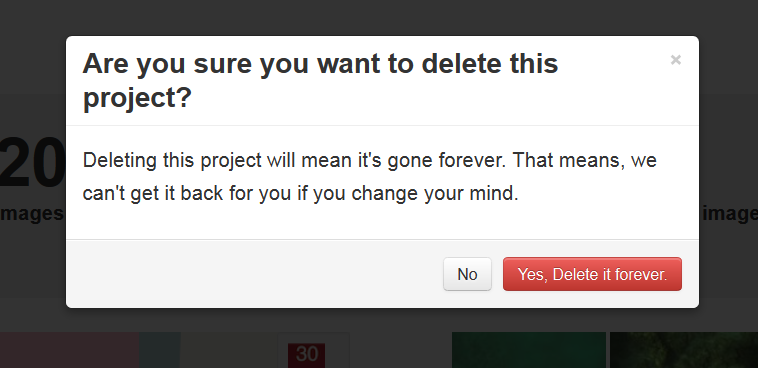 Are you sure you want to delete this
×
project?
20
Deleting this project will mean it's gone forever. That means, we
can't get it back for you if you change your mind.
mages
image
No
Yes, Delete it forever.
30